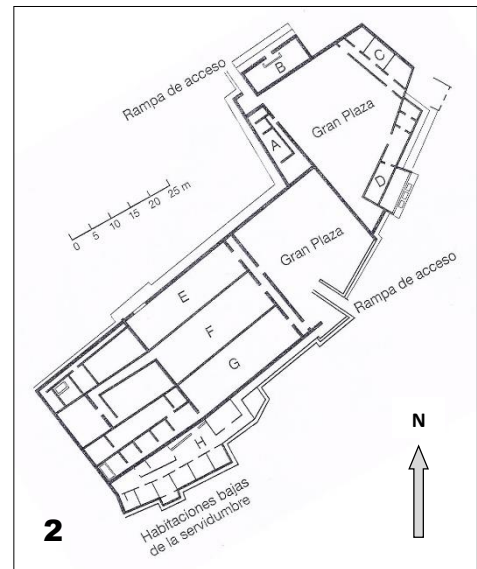 Rampa de acceso
B
C
Gran Plaza
A
D
0 5 10 15 20 25 m
Gran Plaza
E
Rampa de acceso
F
G
H
N
Habitaciones bajas
de la servidumbre
2